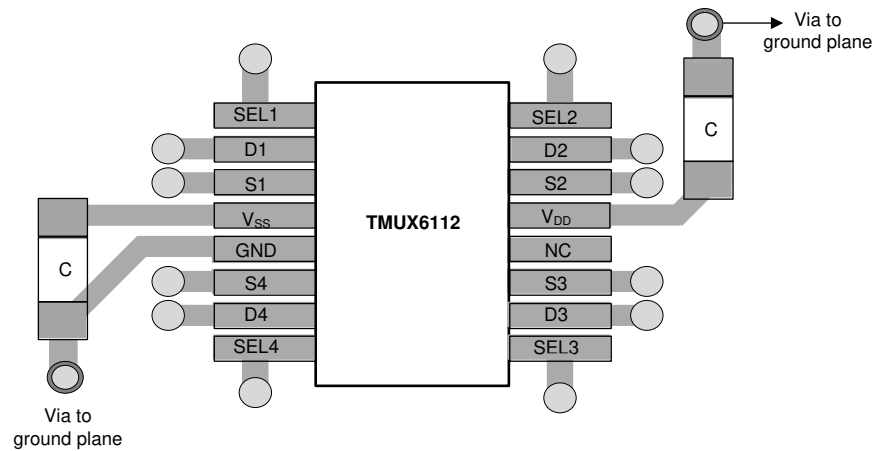 Via to
ground plane
SEL1
SEL2
C
D1
D2
S1
S2
VSS
TMUX6112
VDD
GND
NC
C
S4
S3
D4
D3
SEL4
SEL3
Via to
ground plane